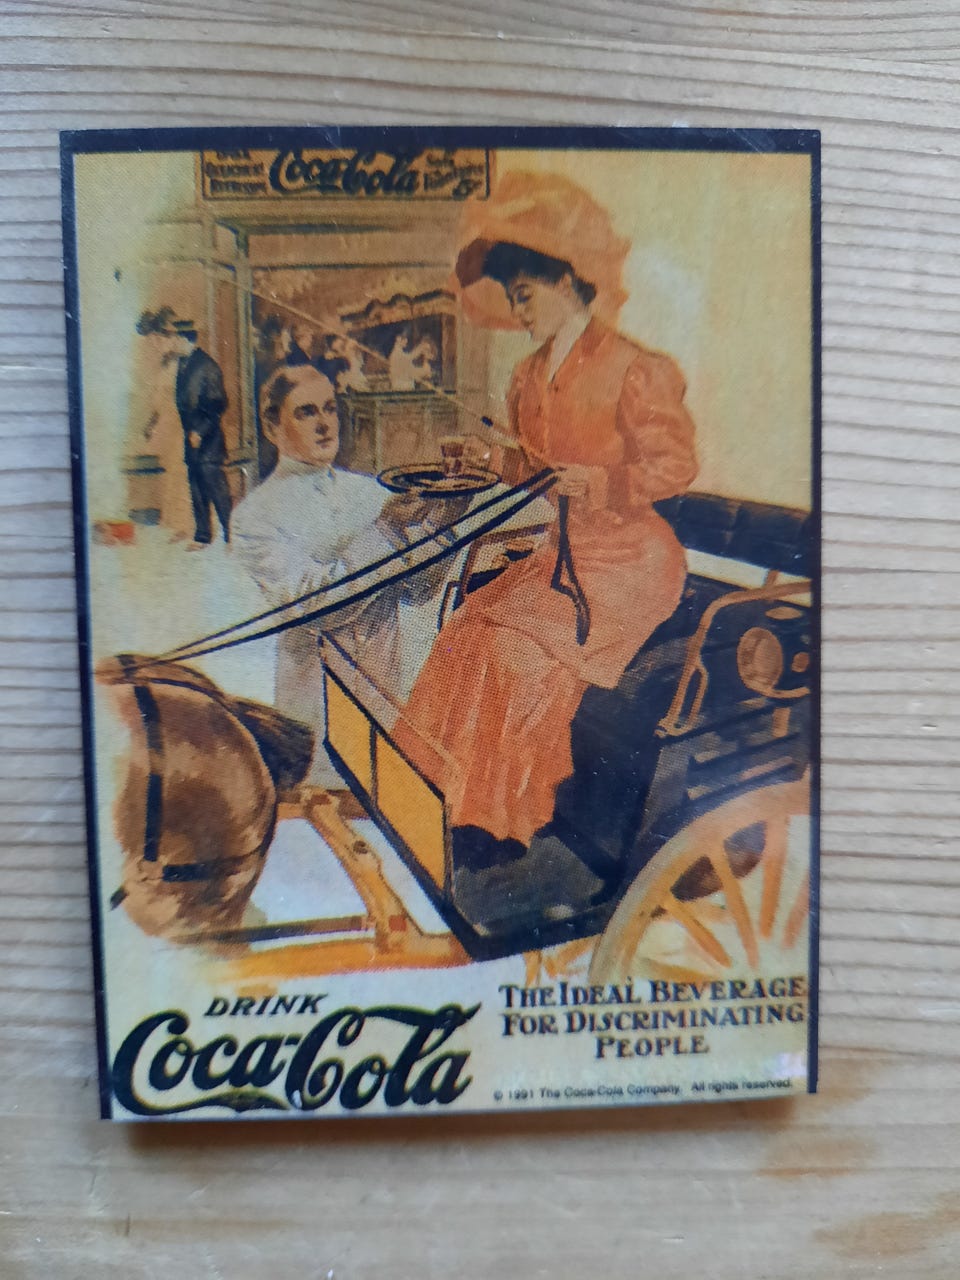 Coca-Cola
5¢
DRINK
Coca-Cola
THE IDEAL BEVERAGE
FOR DISCRIMINATING
PEOPLE
© 1991 The Coca-Cola Company. All rights reserved.